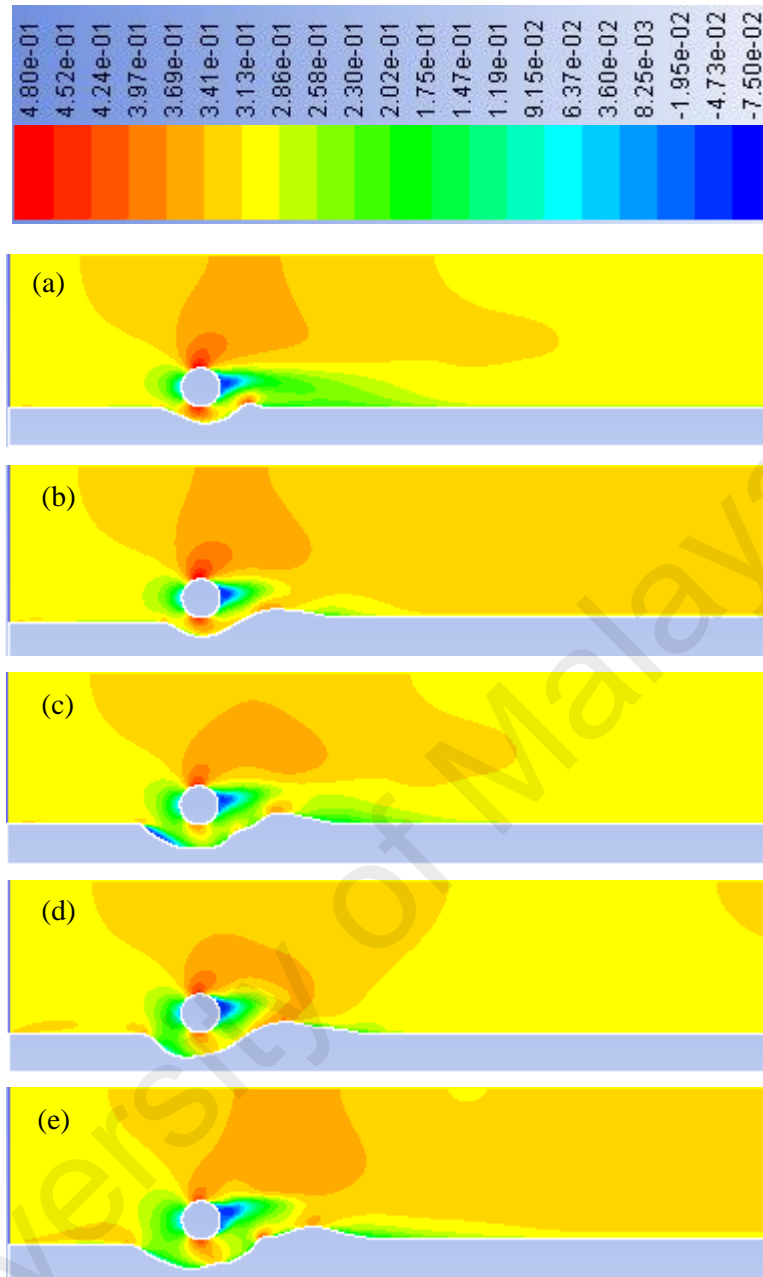 4.80e-01
4.52e-01
4.24e-01
3.97e-01
3.69e-01
3.41e-01
3.13e-01
2.86e-01
2.58e-01
2.30e-01
2.02e-01
1.75e-01
1.47e-01
1.19e-01
9.15e-02
6.37e-02
3.60e-02
8.25e-03
-1.95e-02
-4.73e-02
-7.50e-02
(a)
(b)
(c)
(d)
(e)
University of Malaya